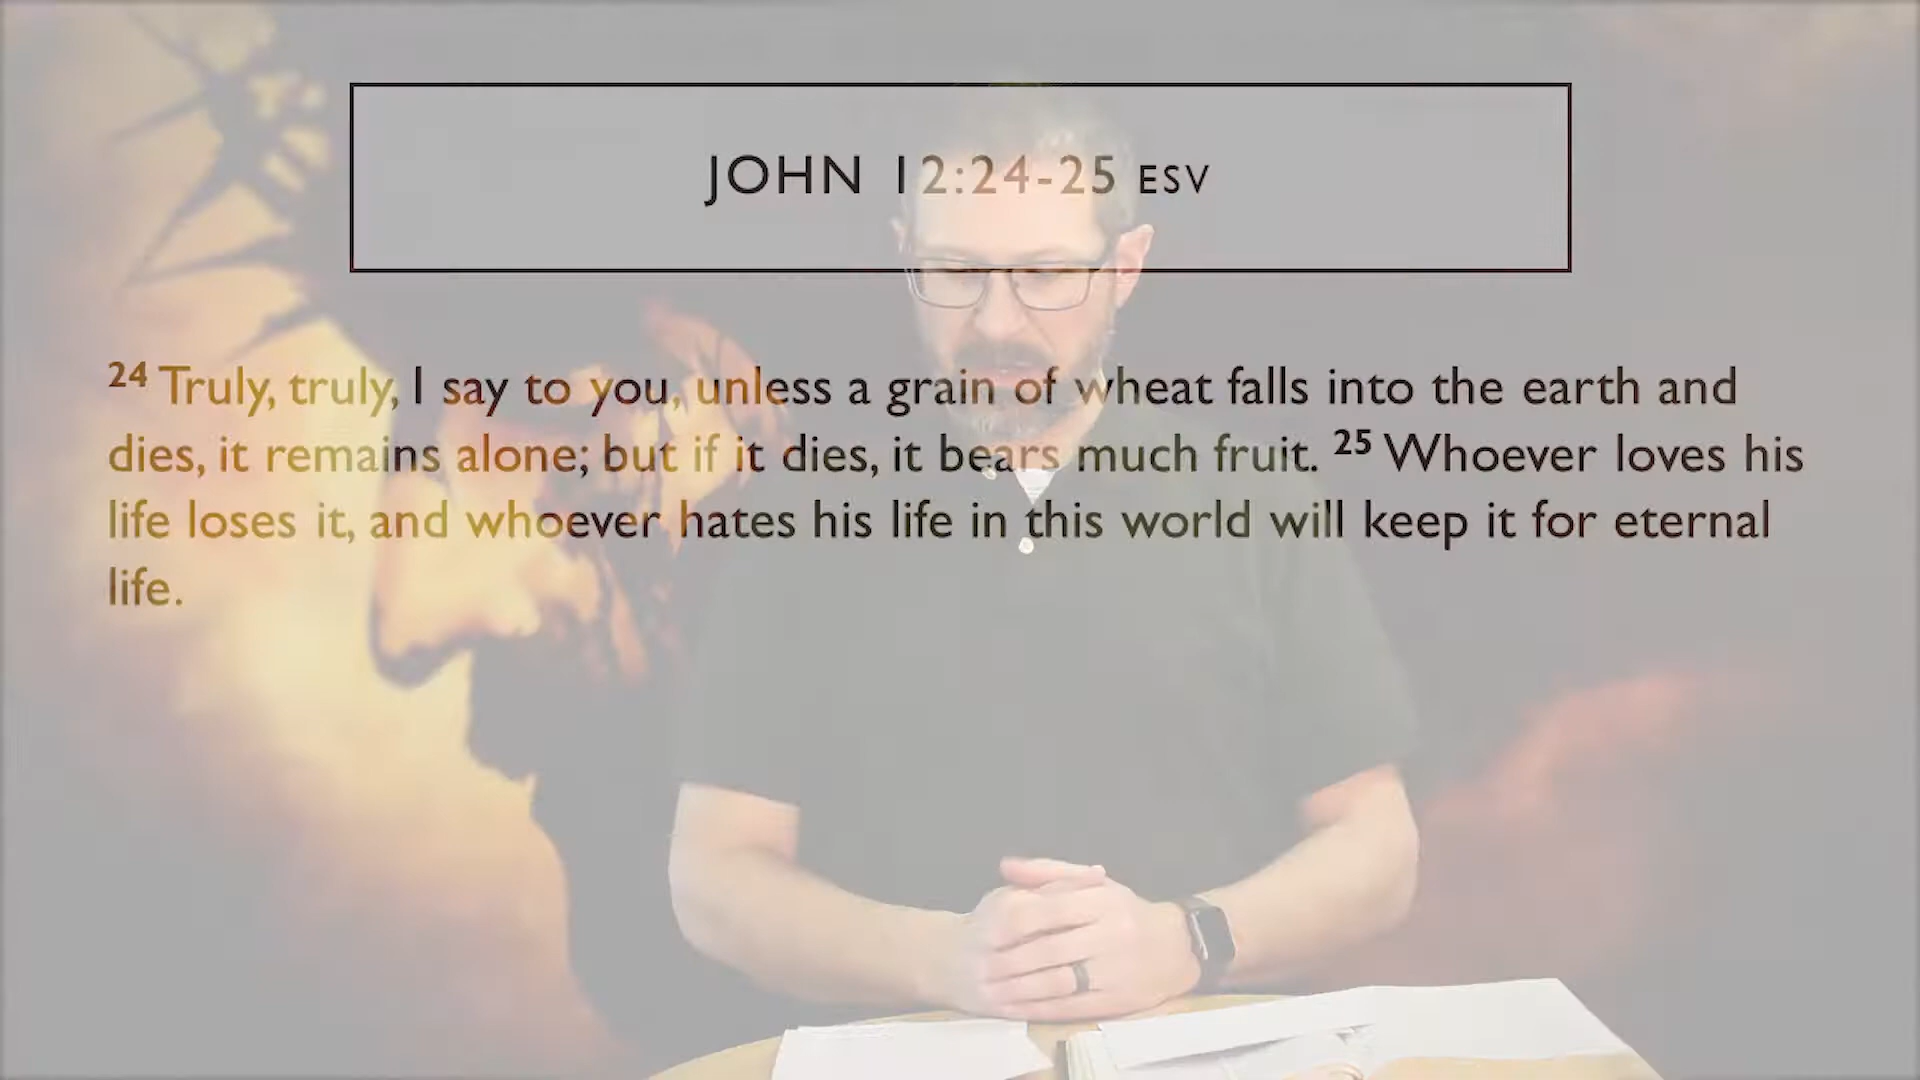 JOHN 12:24-25 ESV
24 Truly, truly, I say to you, unless a grain of wheat falls into the earth and
dies, it remains alone; but if it dies, it bears much fruit. 25 Whoever loves his
life loses it, and whoever hates his life in this world will keep it for eternal
life.